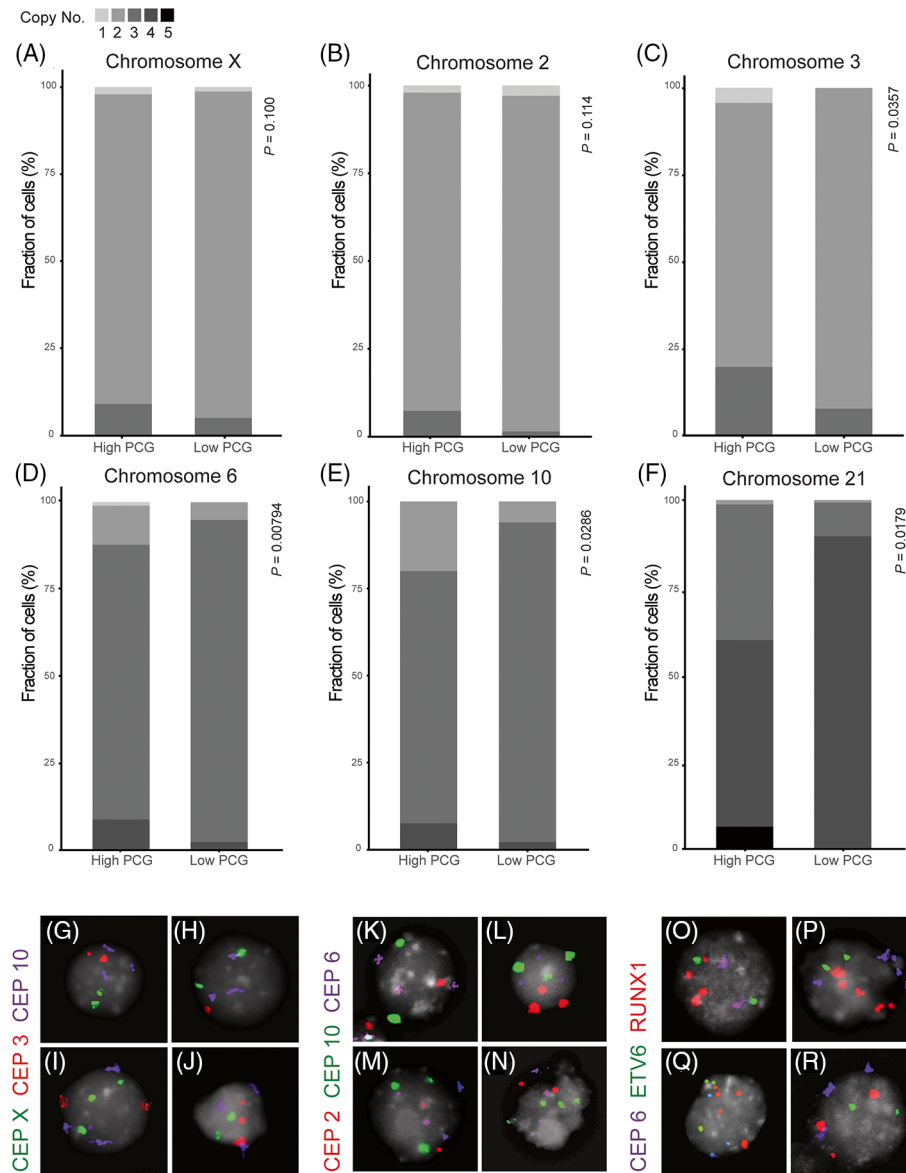 Copy No.
1 2 3 4 5
(A) Chromosome X
Fraction of cells (%)
100
75
50
25
0
High PCG Low PCG
P = 0.100
(B) Chromosome 2
Fraction of cells (%)
100
75
50
25
0
High PCG Low PCG
P = 0.114
(C) Chromosome 3
Fraction of cells (%)
100
75
50
25
0
High PCG Low PCG
P = 0.0357
(D) Chromosome 6
Fraction of cells (%)
100
75
50
25
0
High PCG Low PCG
P = 0.00794
(E) Chromosome 10
Fraction of cells (%)
100
75
50
25
0
High PCG Low PCG
P = 0.0286
(F) Chromosome 21
Fraction of cells (%)
100
75
50
25
0
High PCG Low PCG
P = 0.0179
CEP X CEP 3 CEP 10
(G) (H)
(I) (J)
CEP 2 CEP 10 CEP 6
(K) (L)
(M) (N)
CEP 6 ETV6 RUNX1
(O) (P)
(Q) (R)